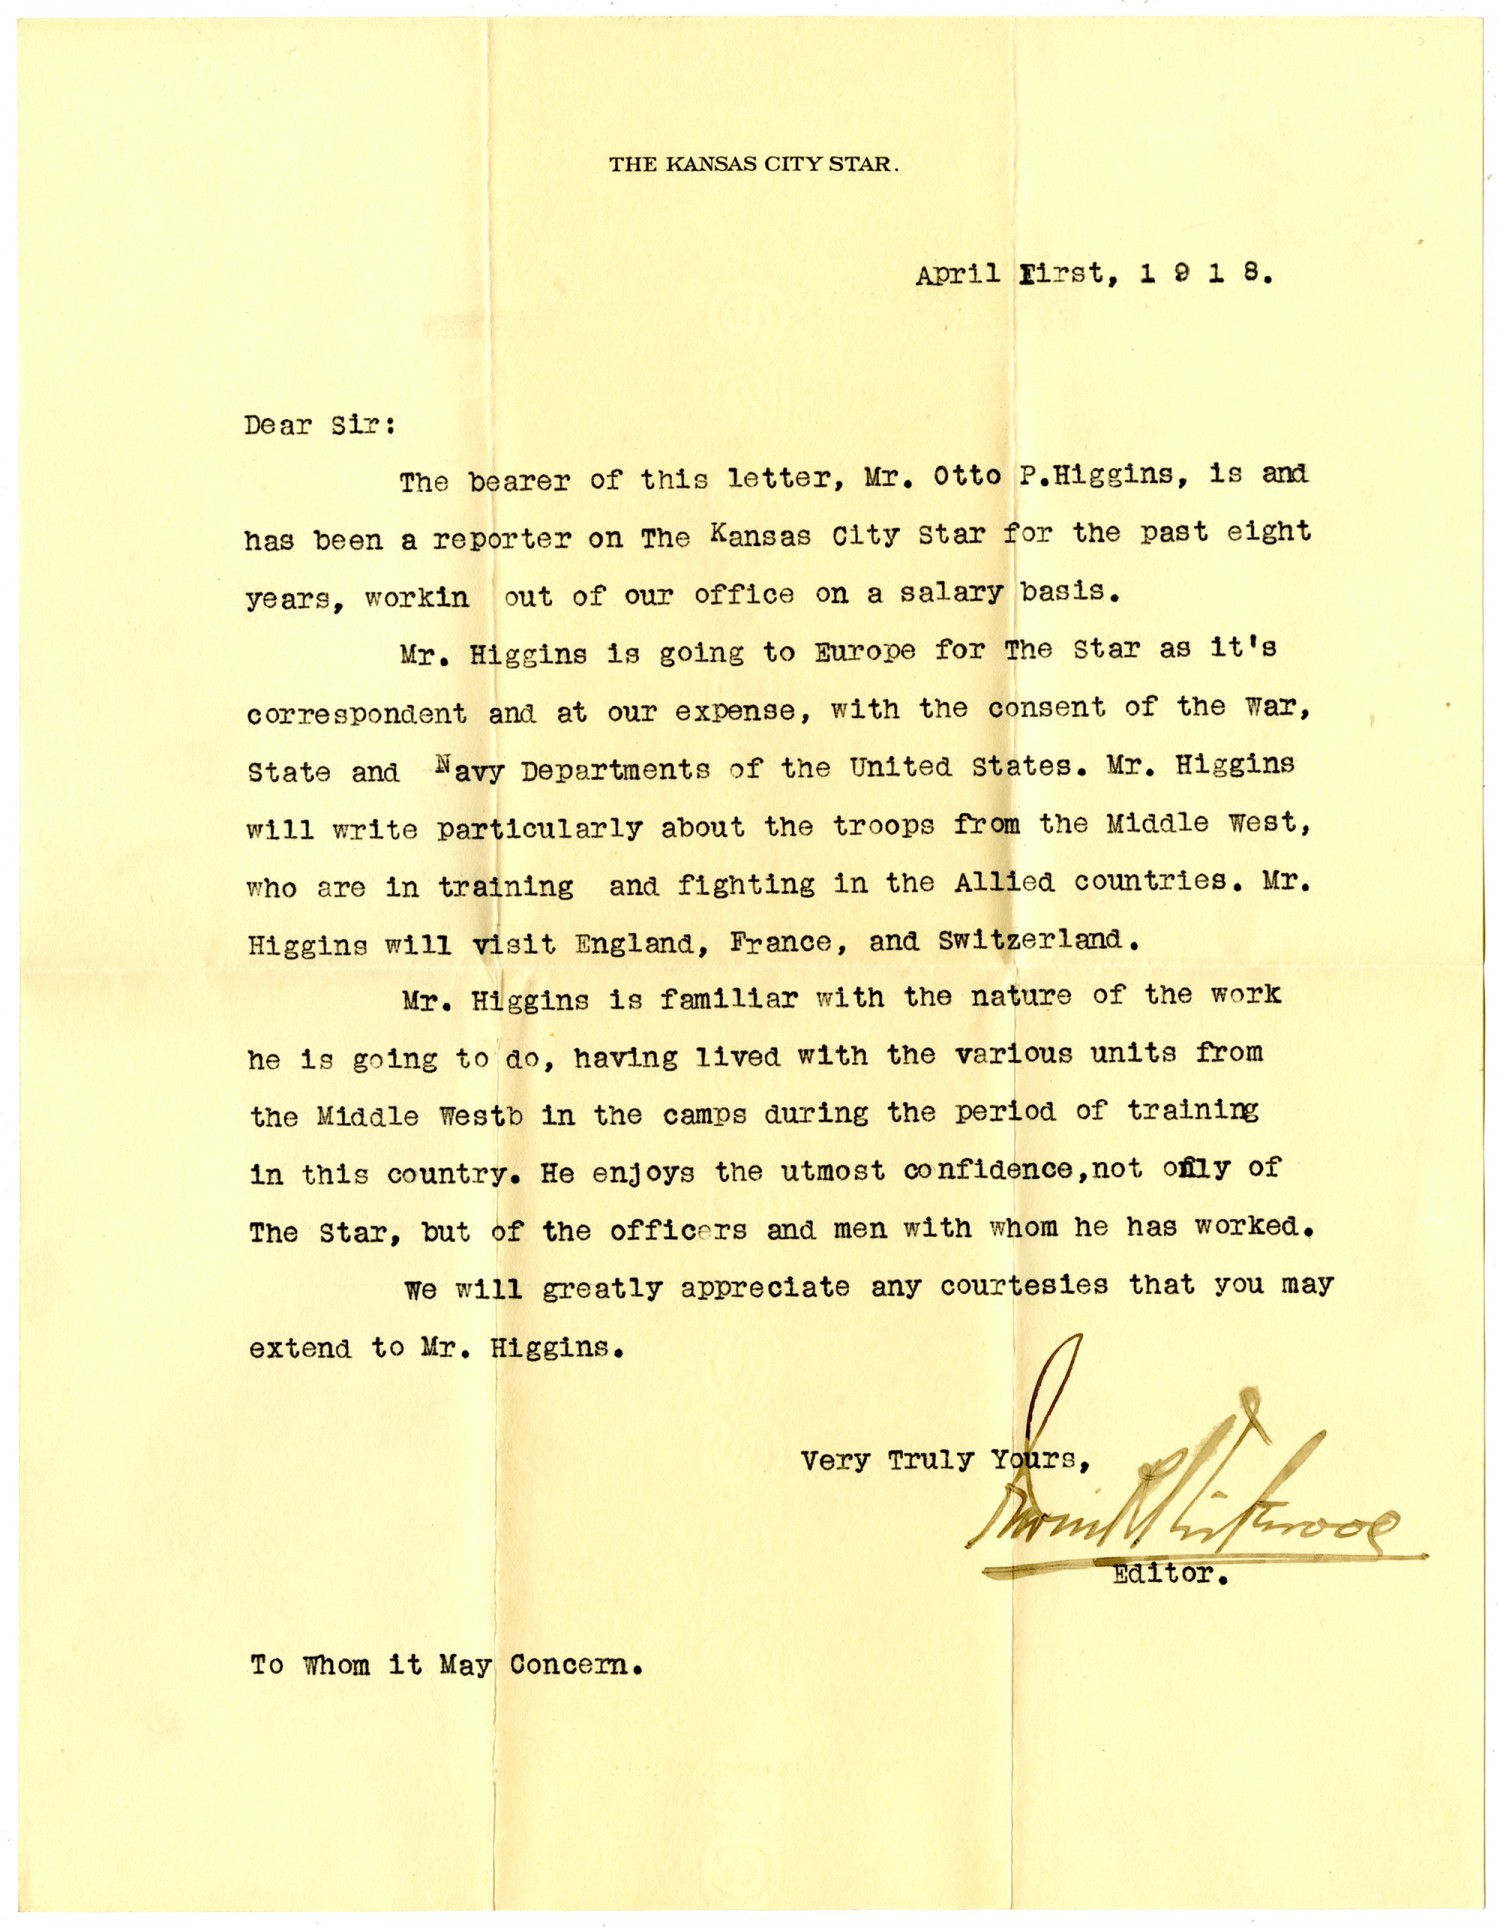 THE KANSAS CITY STAR.
April First, 1 9 1 8.
Dear Sir:
The bearer of this letter, Mr. Otto P.Higgins, is and
has been a reporter on The Kansas City Star for the past eight
years, workin out of our office on a salary basis.
Mr. Higgins is going to Europe for The Star as it's
correspondent and at our expense, with the consent of the War,
State and Navy Departments of the United States. Mr. Higgins
will write particularly about the troops from the Middle West,
who are in training and fighting in the Allied countries. Mr.
Higgins will visit England, France, and Switzerland.
Mr. Higgins is familiar with the nature of the work
he is going to do, having lived with the various units from
the Middle Westb in the camps during the period of training
in this country. He enjoys the utmost confidence,not only of
The Star, but of the officers and men with whom he has worked.
We will greatly appreciate any courtesies that you may
extend to Mr. Higgins.
Very Truly Yours,
Irwin R Kirkwood
Editor.
To Whom it May Concern.